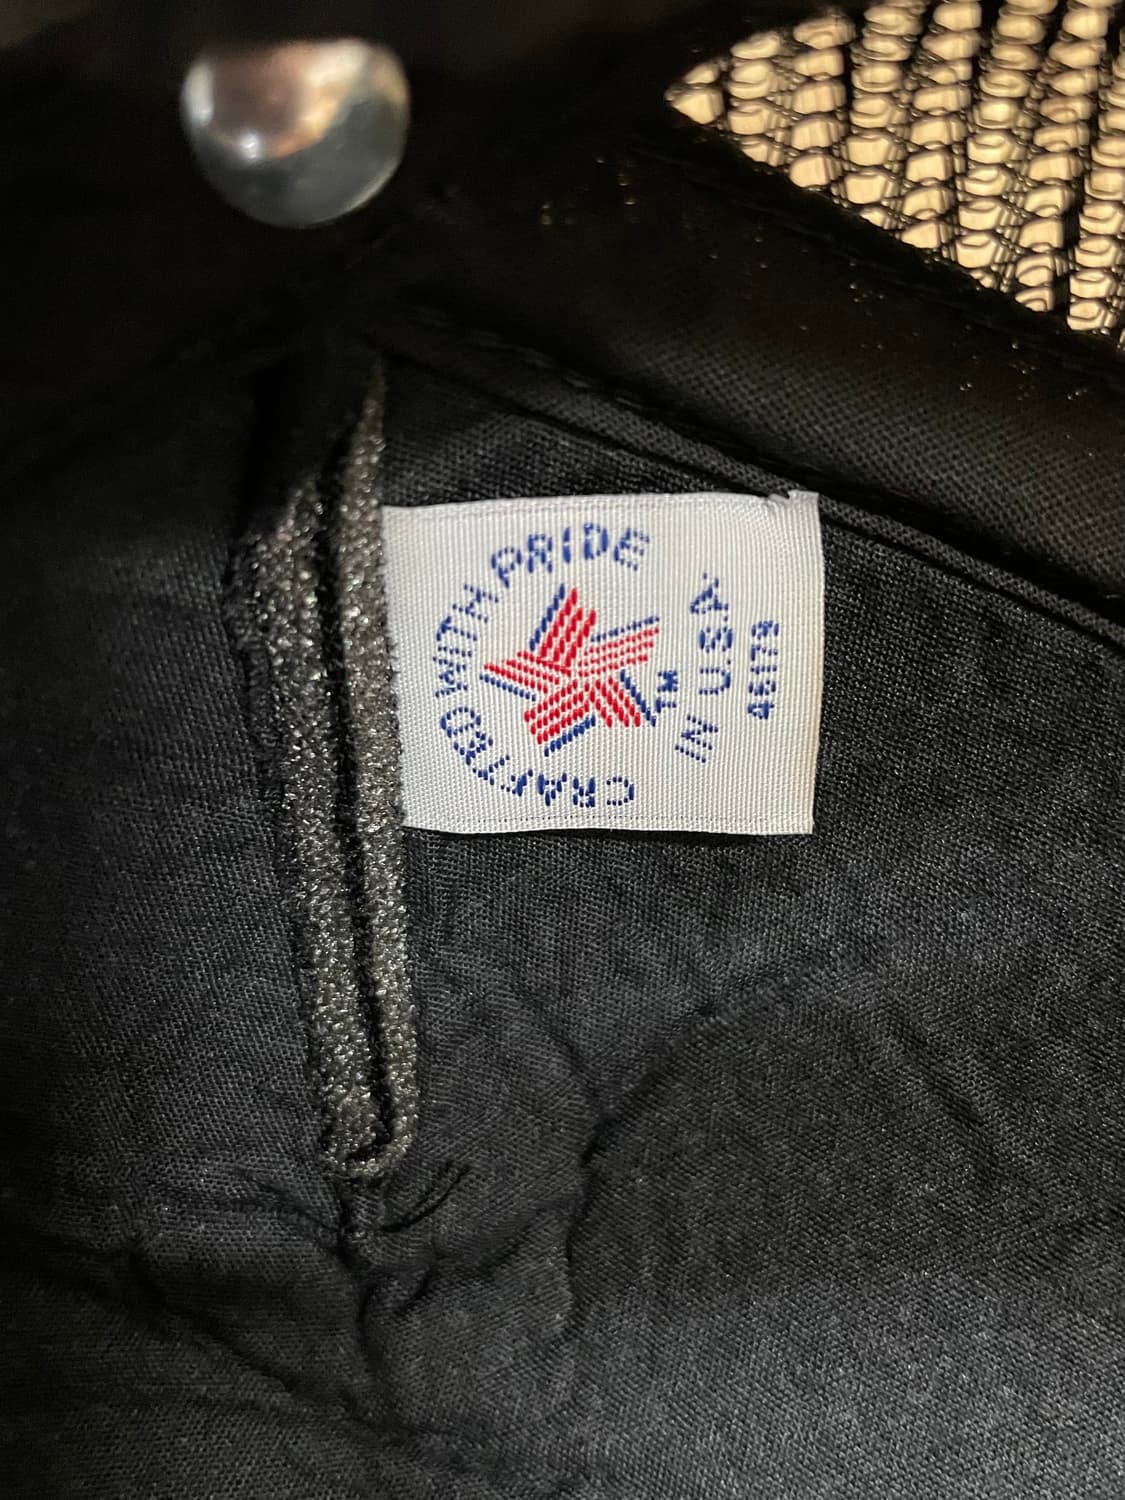 CRAFTED WITH PRIDE
IN U.S.A.
TM
46179